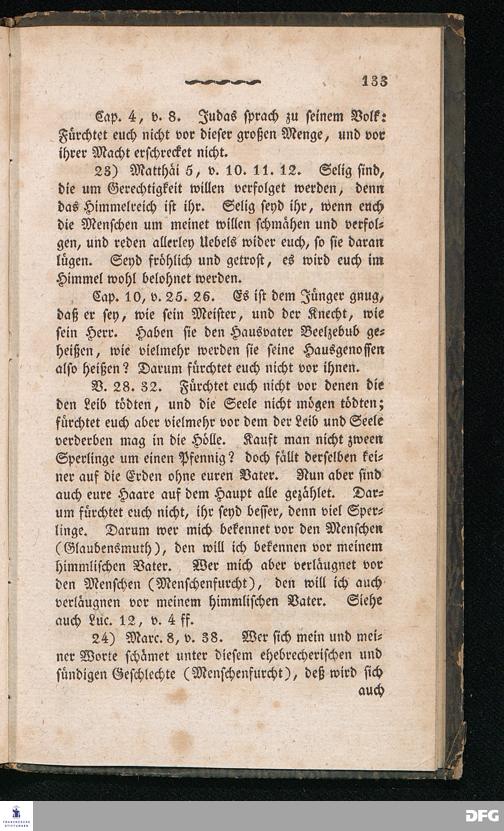 133
Cap. 4, v. 8. Judas sprach zu seinem Volk:
Fürchtet euch nicht vor dieser großen Menge, und vor
ihrer Macht erschrecket nicht.
23) Matthäi 5, v. 10. 11. 12. Selig sind,
die um Gerechtigkeit willen verfolget werden, denn
das Himmelreich ist ihr. Selig seyd ihr, wenn euch
die Menschen um meinet willen schmähen und verfol-
gen, und reden allerley Uebels wider euch, so sie daran
lügen. Seyd fröhlich und getrost, es wird euch im
Himmel wohl belohnet werden.
Cap. 10, v. 25. 26. Es ist dem Jünger gnug,
daß er sey, wie sein Meister, und der Knecht, wie
sein Herr. Haben sie den Hausvater Beelzebub ge-
heißen, wie vielmehr werden sie seine Hausgenossen
also heißen? Darum fürchtet euch nicht vor ihnen.
V. 28. 32. Fürchtet euch nicht vor denen die
den Leib tödten, und die Seele nicht mögen tödten;
fürchtet euch aber vielmehr vor dem der Leib und Seele
verderben mag in die Hölle. Kauft man nicht zween
Sperlinge um einen Pfennig? doch fällt derselben kei-
ner auf die Erden ohne euren Vater. Nun aber sind
auch eure Haare auf dem Haupt alle gezählet. Dar-
um fürchtet euch nicht, ihr seyd besser, denn viel Sper-
linge. Darum wer mich bekennet vor den Menschen
(Glaubensmuth), den will ich bekennen vor meinem
himmlischen Vater. Wer mich aber verläugnet vor
den Menschen (Menschenfurcht), den will ich auch
verläugnen vor meinem himmlischen Vater. Siehe
auch Luc. 12, v. 4 ff.
24) Marc. 8, v. 38. Wer sich mein und mei-
ner Worte schämet unter diesem ehebrecherischen und
sündigen Geschlechte (Menschenfurcht), deß wird sich
auch
FRANCKESCHE
STIFTUNGEN
DFG